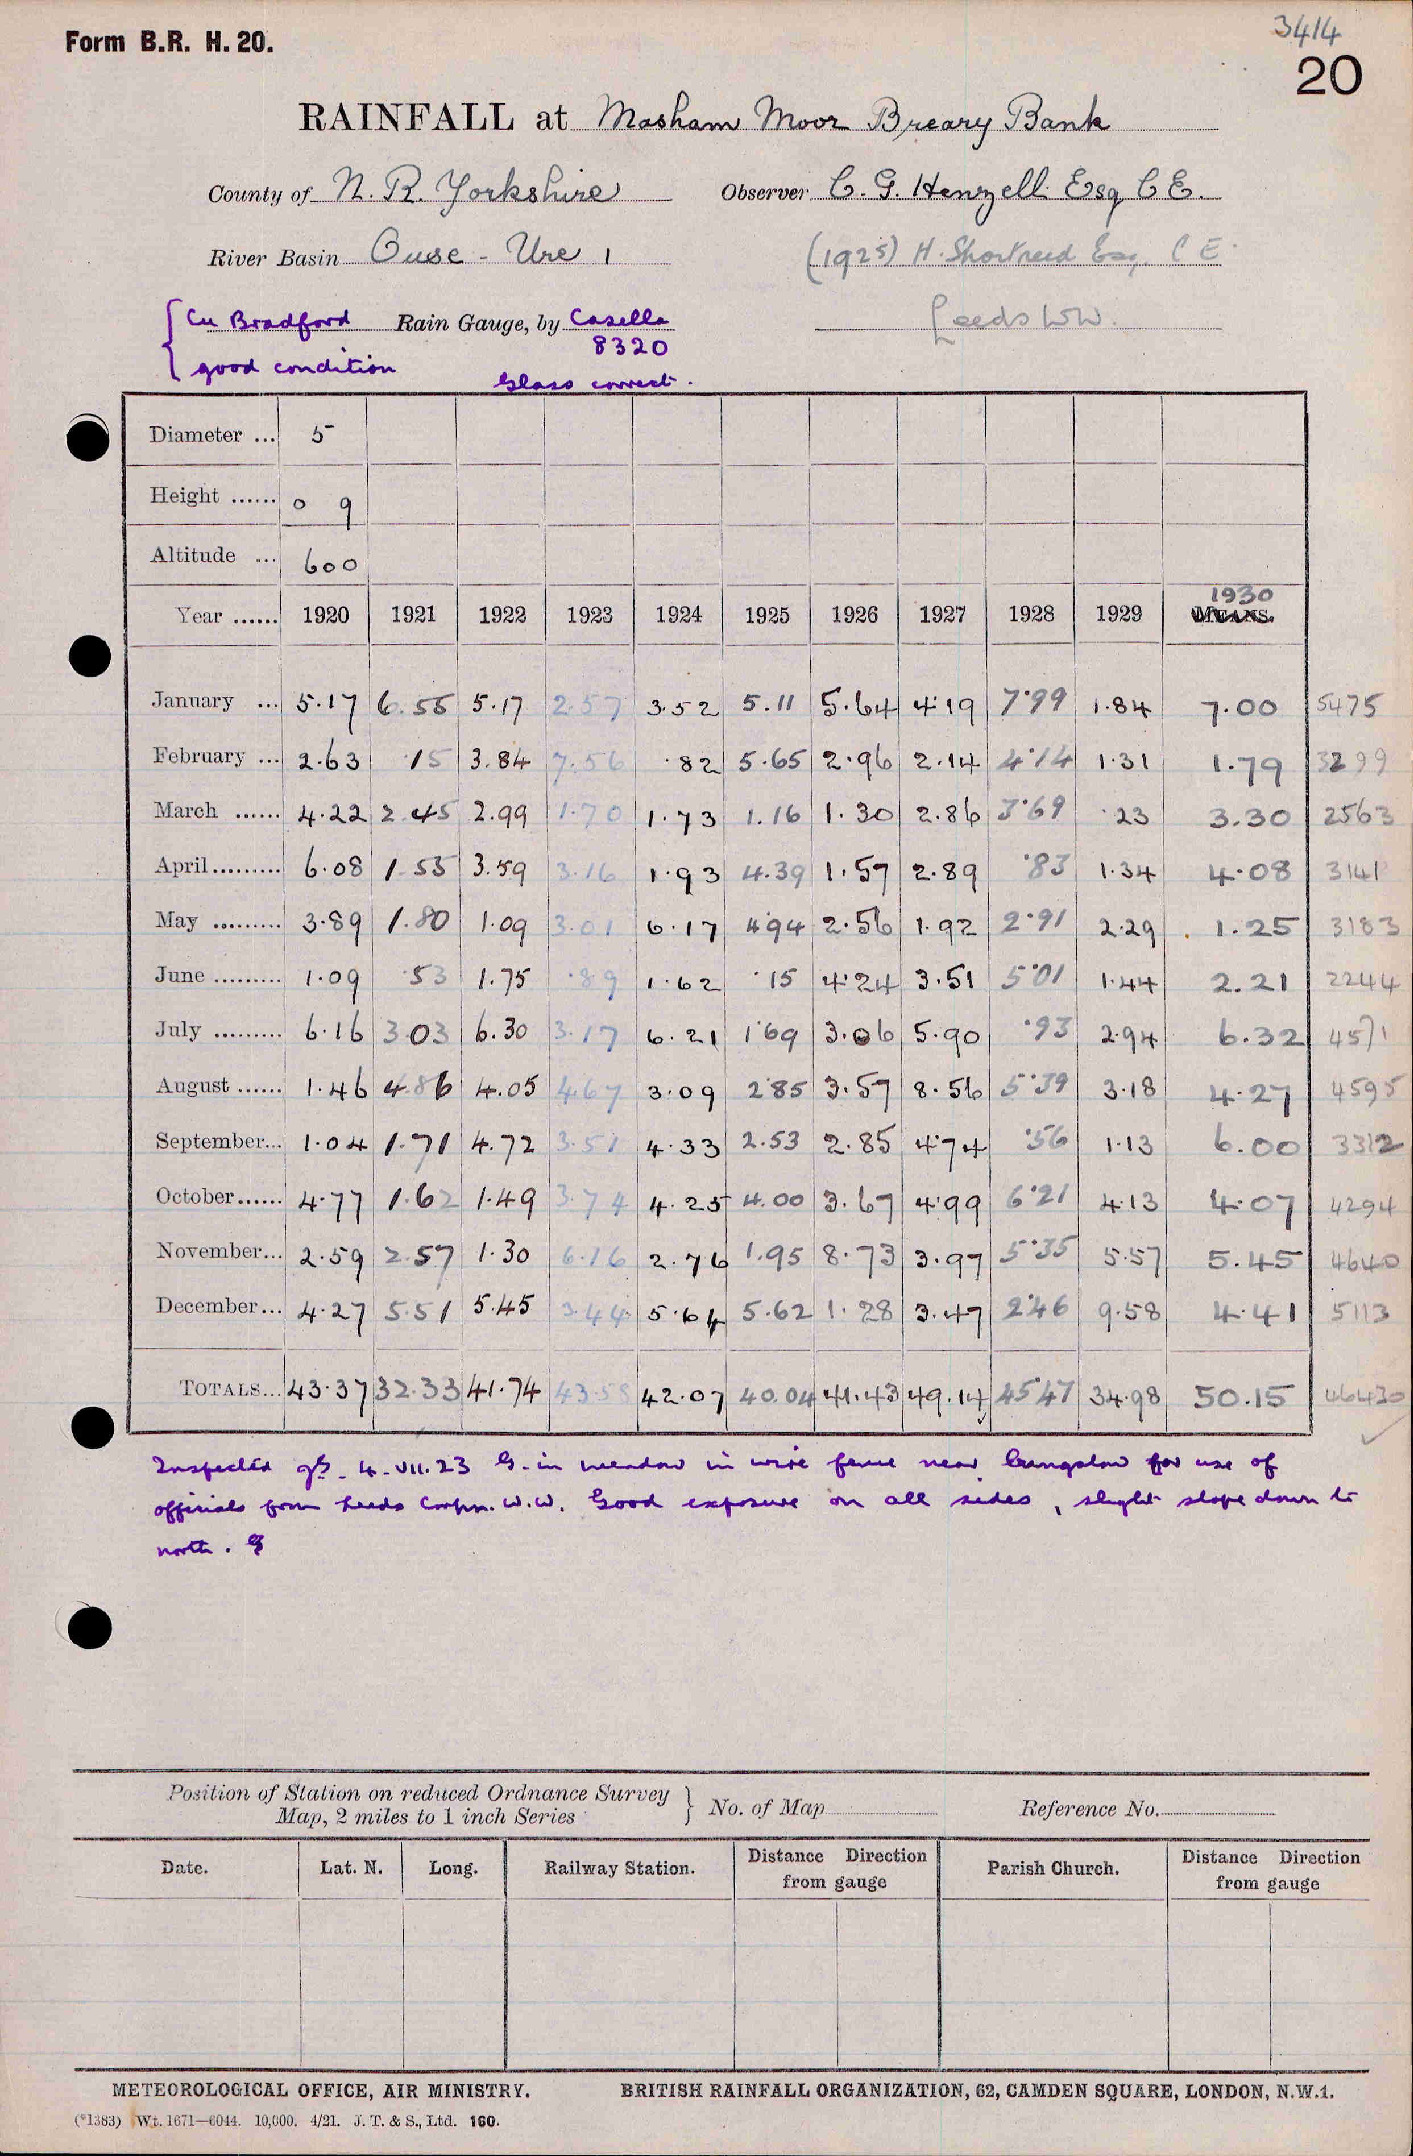 3414
Form B.R. H. 20.
20
RAINFALL at Masham Moor Breary Bank
County of N. R. Yorkshire Observer C. G. Henzell Esq C E.
River Basin Ouse - Ure 1 (1925) H. Shortreed Esq C E.
{ Cu Bradford Rain Gauge, by Casella Leeds WW.
8320
good condition
Glass correct.
Diameter ... 5
Height ...... 0 9
Altitude ... 600
1930
Year ...... 1920 1921 1922 1923 1924 1925 1926 1927 1928 1929 MEANS.
January ... 5.17 6.55 5.17 2.57 3.52 5.11 5.64 4.19 7.99 1.84 7.00 5475
February ... 2.63 .15 3.84 7.56 .82 5.65 2.96 2.14 4.14 1.31 1.79 3299
March ...... 4.22 2.45 2.99 1.70 1.73 1.16 1.30 2.86 3.69 .23 3.30 2563
April ......... 6.08 1.55 3.59 3.16 1.93 4.39 1.57 2.89 .83 1.34 4.08 3141
May ......... 3.89 1.80 1.09 3.01 6.17 4.94 2.56 1.92 2.91 2.29 1.25 3183
June ......... 1.09 .53 1.75 .89 1.62 .15 4.24 3.51 5.01 1.44 2.21 2244
July ......... 6.16 3.03 6.30 3.17 6.21 1.69 3.06 5.90 .93 2.94 6.32 4571
August ...... 1.46 4.86 4.05 4.67 3.09 2.85 3.57 8.56 5.39 3.18 4.27 4595
September... 1.04 1.71 4.72 3.51 4.33 2.53 2.85 4.74 .56 1.13 6.00 3312
October...... 4.77 1.62 1.49 3.74 4.25 4.00 3.67 4.99 6.21 4.13 4.07 4294
November... 2.59 2.57 1.30 6.16 2.76 1.95 8.73 3.97 5.35 5.57 5.45 4640
December... 4.27 5.51 5.45 3.44 5.64 5.62 1.28 3.47 2.46 9.58 4.41 5113
TOTALS... 43.37 32.33 41.74 43.58 42.07 40.04 41.43 49.14 45.47 34.98 50.15 46430
Inspected 4.VII.23 G. in meadow in wire fence near bungalow for use of
officials from Leeds Corpn. W.W. Good exposure on all sides, slight slope down to
north.
Position of Station on reduced Ordnance Survey
Map, 2 miles to 1 inch Series } No. of Map Reference No.
Date. Lat. N. Long. Railway Station. Distance Direction from gauge Parish Church. Distance Direction from gauge
METEOROLOGICAL OFFICE, AIR MINISTRY. BRITISH RAINFALL ORGANIZATION, 62, CAMDEN SQUARE, LONDON, N.W.1.
(*1383) Wt. 1671—6044. 10,000. 4/21. J. T. & S., Ltd. 160.